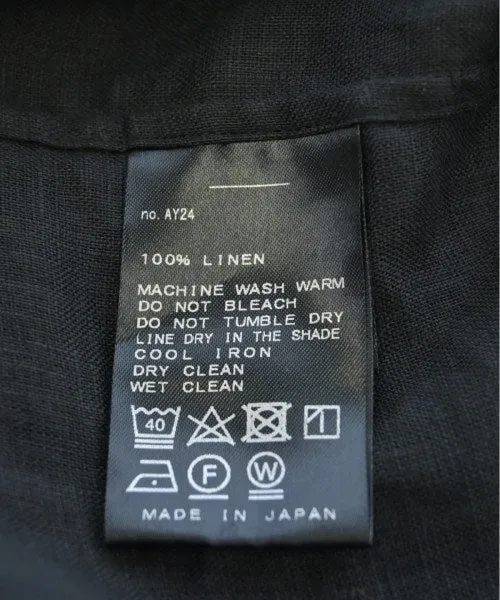 no. AY24
100% LINEN
MACHINE WASH WARM
DO NOT BLEACH
DO NOT TUMBLE DRY
LINE DRY IN THE SHADE
COOL IRON
DRY CLEAN
WET CLEAN
40
F W
MADE IN JAPAN